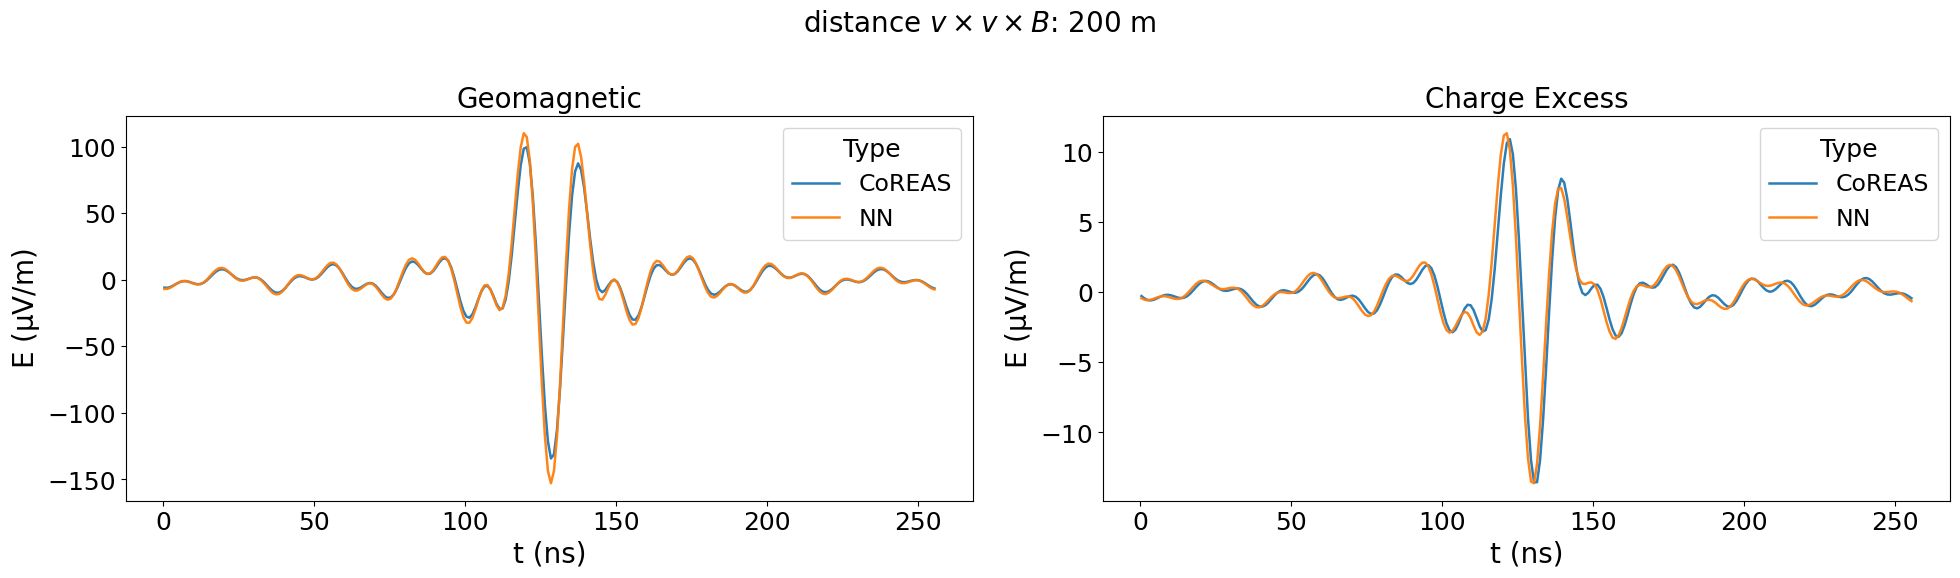 distance v × v × B: 200 m
Geomagnetic
E (μV/m)
100
50
0
−50
−100
−150
0 50 100 150 200 250
t (ns)
Type
CoREAS
NN
Charge Excess
E (μV/m)
10
5
0
−5
−10
0 50 100 150 200 250
t (ns)
Type
CoREAS
NN